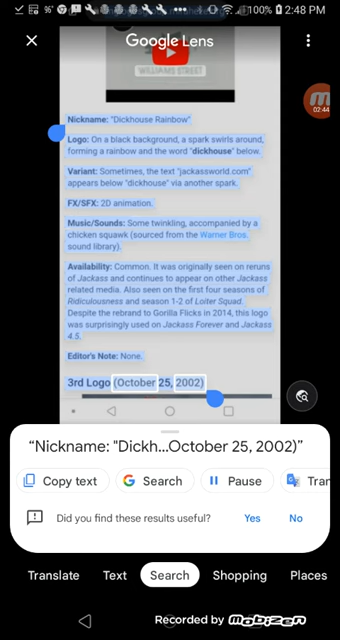 96°
100% 2:48 PM
Google Lens
WILLIAMS STREET
02:44
Nickname: "Dickhouse Rainbow"
Logo: On a black background, a spark swirls around,
forming a rainbow and the word "dickhouse" below.
Variant: Sometimes, the text "jackassworld.com"
appears below "dickhouse" via another spark.
FX/SFX: 2D animation.
Music/Sounds: Some twinkling, accompanied by a
chicken squawk (sourced from the Warner Bros.
sound library).
Availability: Common. It was originally seen on reruns
of Jackass and continues to appear on other Jackass
related media. Also seen on the first four seasons of
Ridiculousness and season 1-2 of Loiter Squad.
Despite the rebrand to Gorilla Flicks in 2014, this logo
was surprisingly used on Jackass Forever and Jackass
4.5.
Editor's Note: None.
3rd Logo (October 25, 2002)
“Nickname: "Dickh...October 25, 2002)”
Copy text
Search
Pause
Tran
Did you find these results useful? Yes No
Translate Text Search Shopping Places
Recorded by mobizen